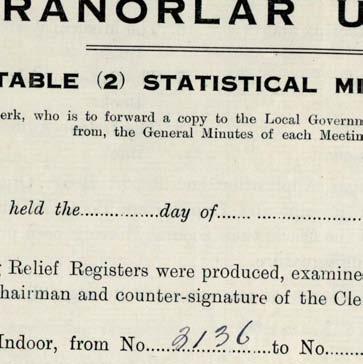 RANORLAR U
TABLE (2) STATISTICAL MI
erk, who is to forward a copy to the Local Governm
from, the General Minutes of each Meetin
held the..............day of...... ....................
Relief Registers were produced, examine
hairman and counter-signature of the Cle
Indoor, from No. 3136 to No.